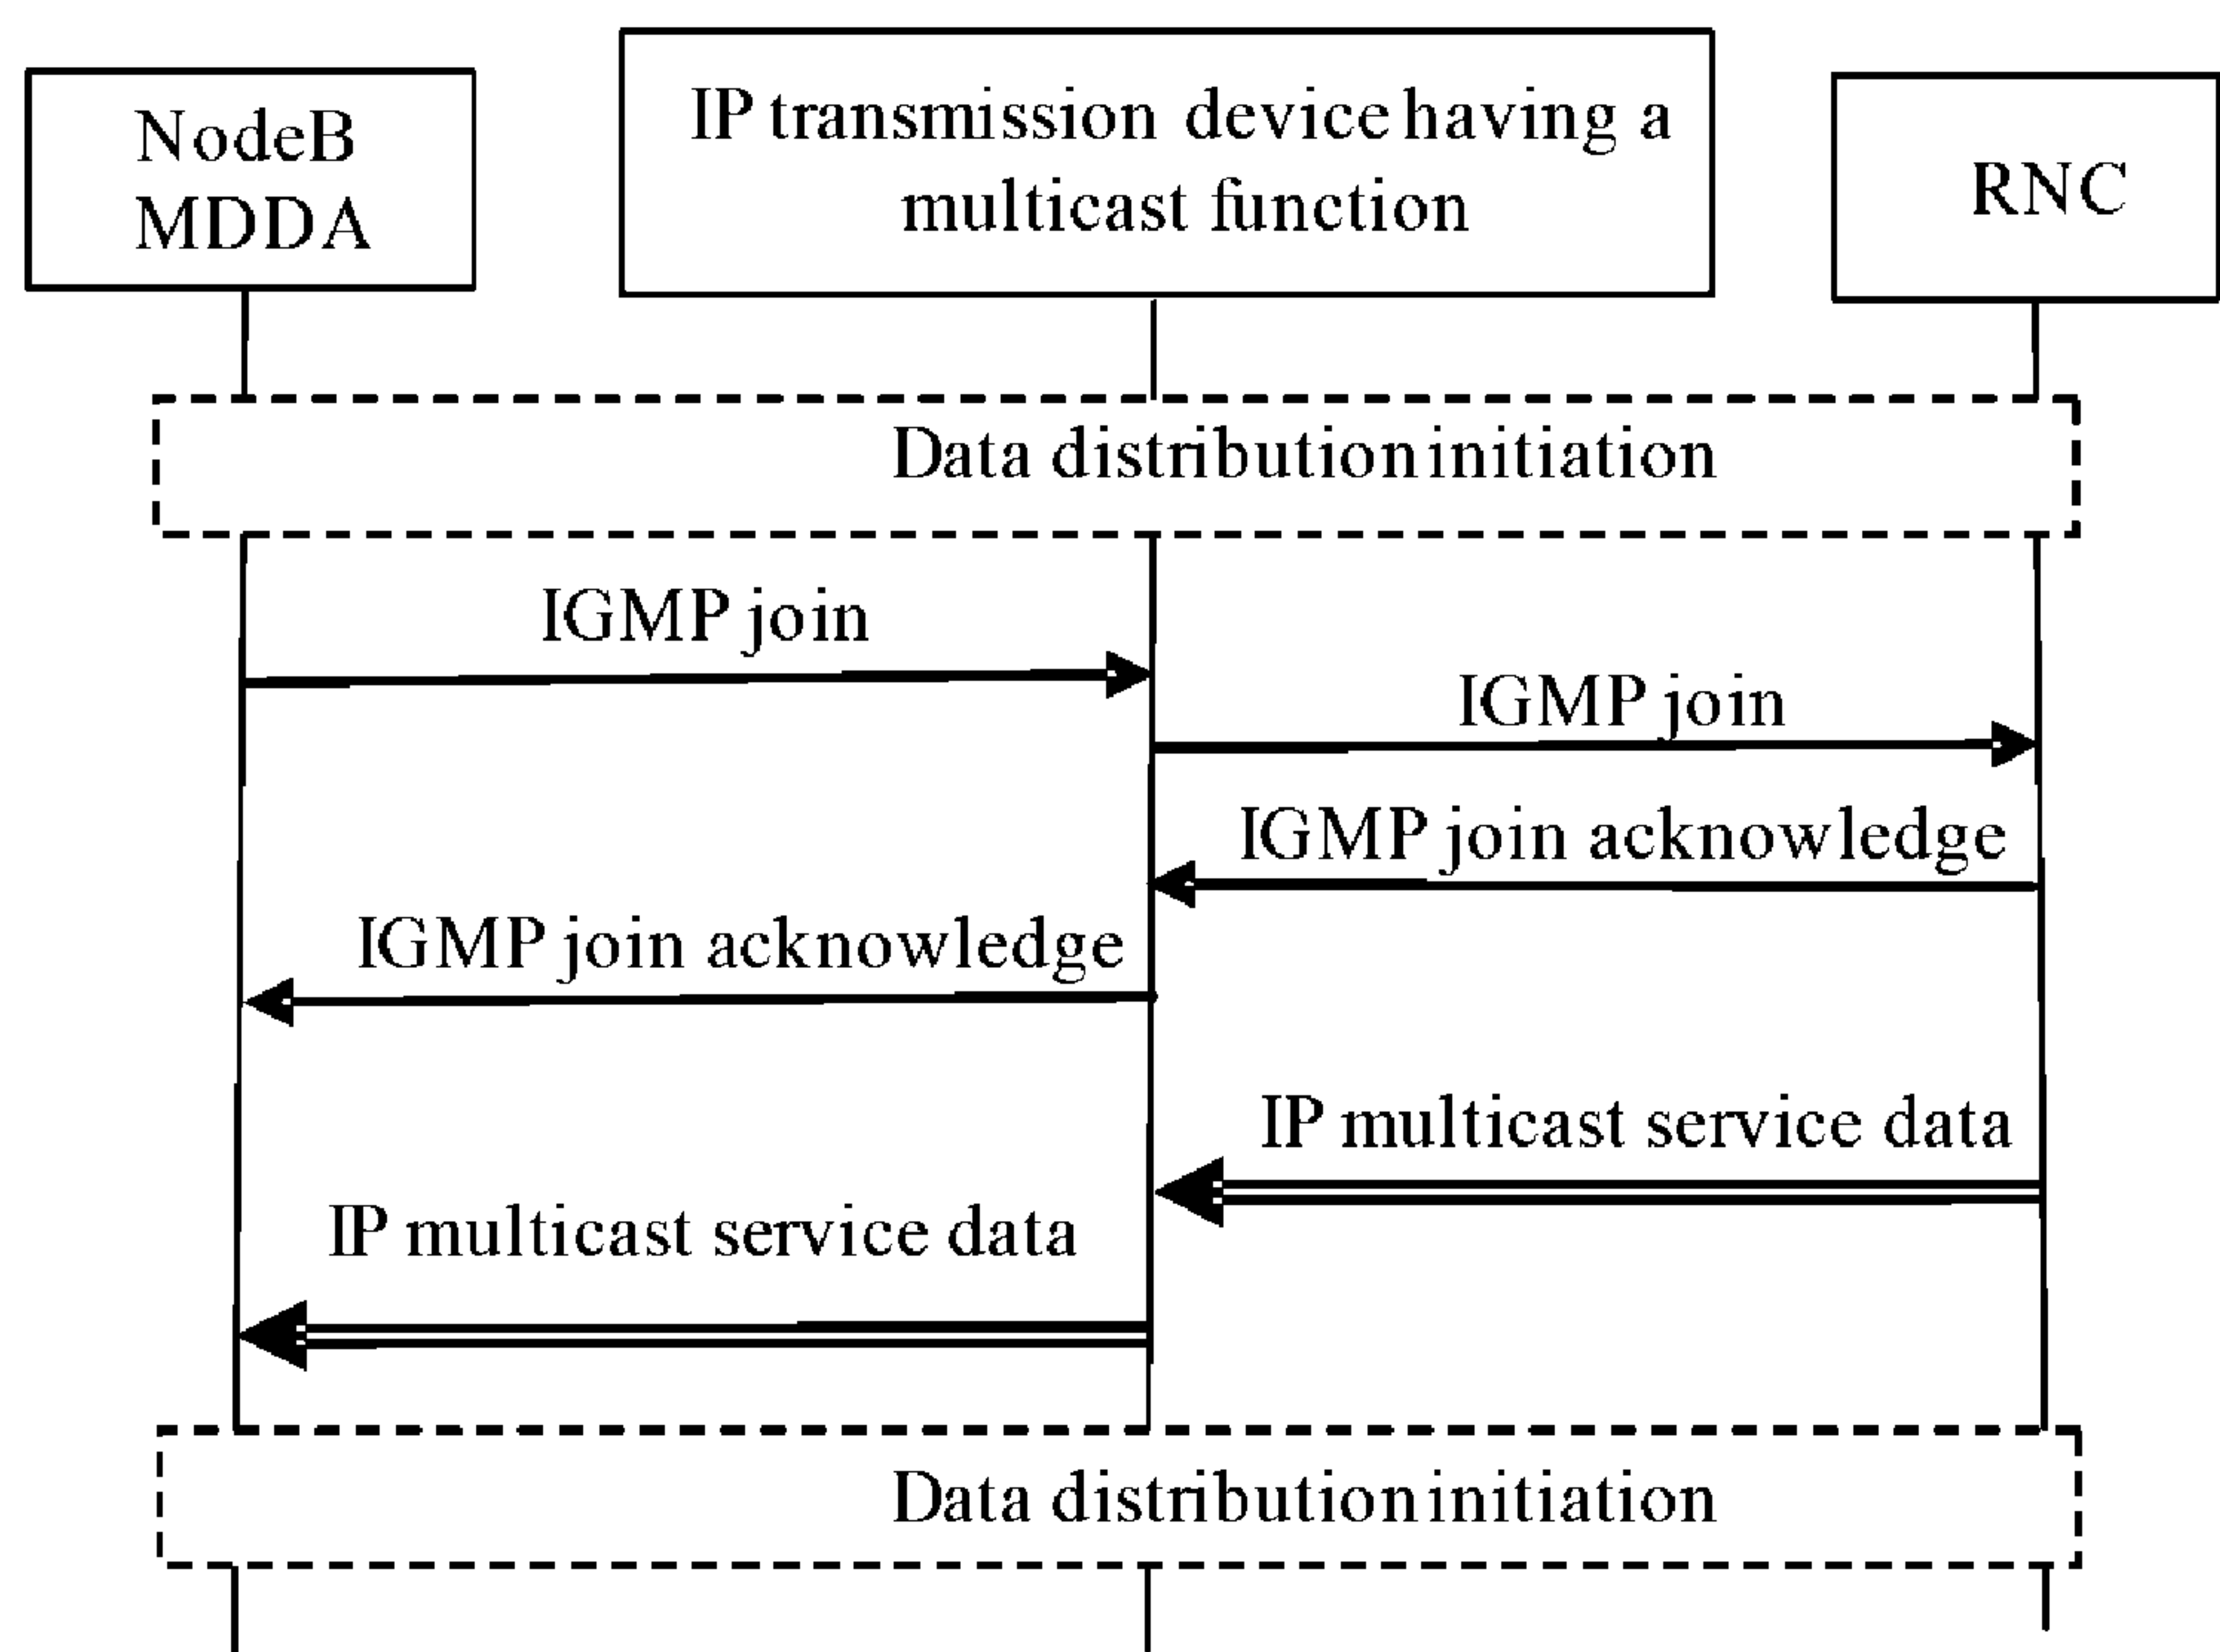 NodeB
MDDA
IP transmission device having a
multicast function
RNC
Data distribution initiation
IGMP join
IGMP join
IGMP join acknowledge
IGMP join acknowledge
IP multicast service data
IP multicast service data
Data distribution initiation